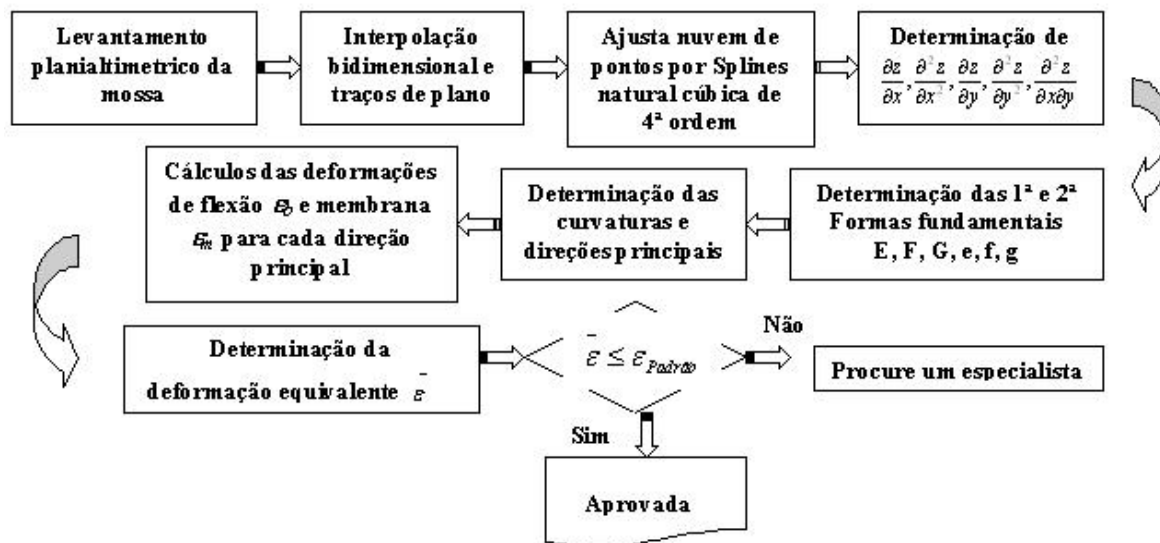 Levantamento
planialtimetrico da
mossa
Interpolação
bidimensional e
traços de plano
Ajusta nuvem de
pontos por Splines
natural cúbica de
4ª ordem
Determinação de
∂z/∂x, ∂²z/∂x², ∂z/∂y, ∂²z/∂y², ∂²z/∂x∂y
Determinação das 1ª e 2ª
Formas fundamentais
E, F, G, e, f, g
Determinação das
curvaturas e
direções principais
Cálculos das deformações
de flexão ε_b e membrana
ε_m para cada direção
principal
Determinação da
deformação equivalente ε̄
ε̄ ≤ ε_Padrão
Não
Procure um especialista
Sim
Aprovada